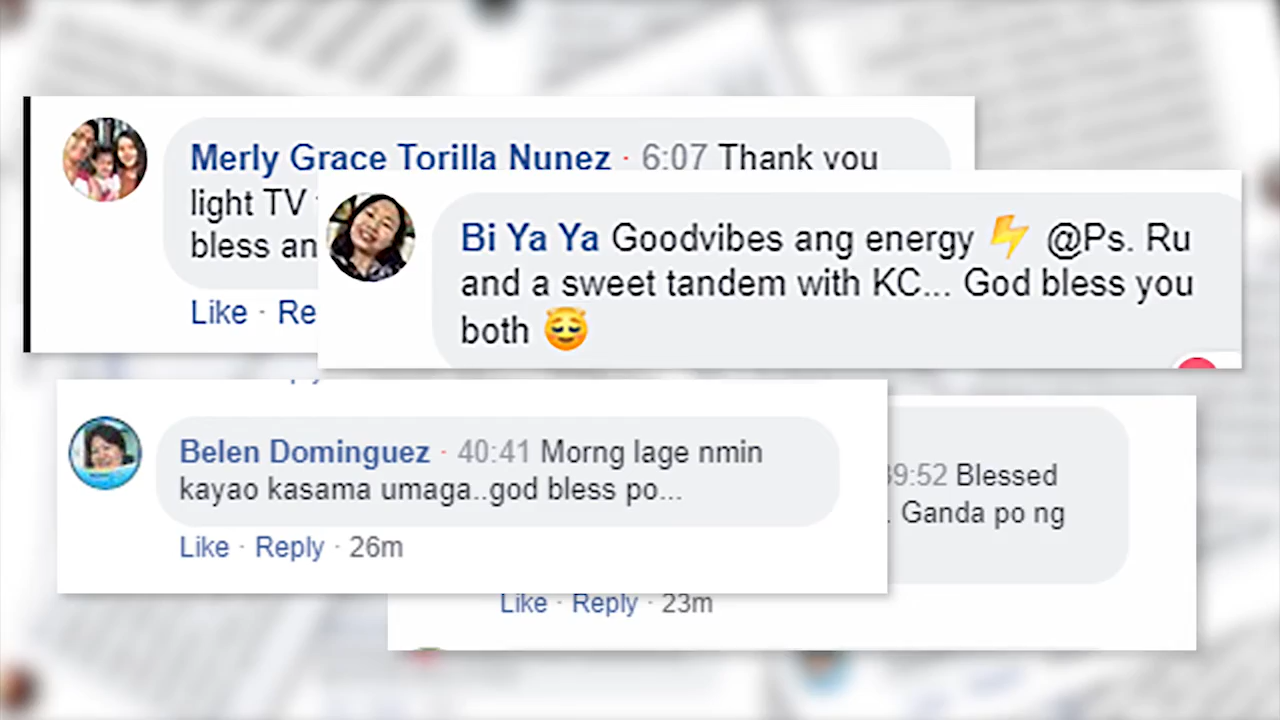 Merly Grace Torilla Nunez · 6:07 Thank you
light TV
bless an
Like · Re
Bi Ya Ya Goodvibes ang energy ⚡ @Ps. Ru
and a sweet tandem with KC... God bless you
both 😌
Belen Dominguez · 40:41 Morng lage nmin
kayao kasama umaga..god bless po...
Like · Reply · 26m
39:52 Blessed
. Ganda po ng
Like · Reply · 23m